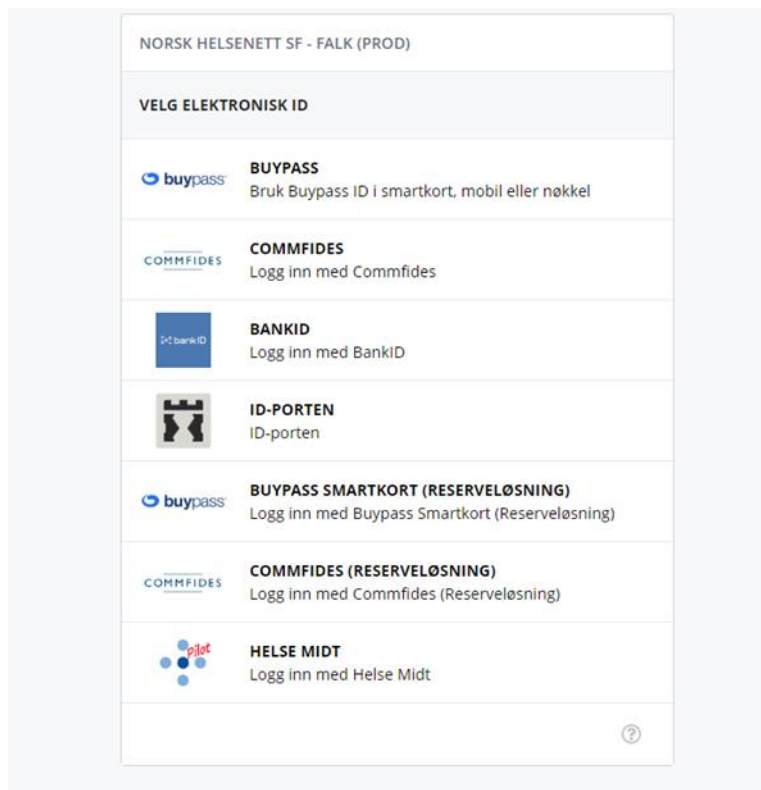 NORSK HELSENETT SF - FALK (PROD)
VELG ELEKTRONISK ID
buypass
BUYPASS
Bruk Buypass ID i smartkort, mobil eller nøkkel
COMMFIDES
COMMFIDES
Logg inn med Commfides
bankID
BANKID
Logg inn med BankID
ID-PORTEN
ID-porten
buypass
BUYPASS SMARTKORT (RESERVELØSNING)
Logg inn med Buypass Smartkort (Reserveløsning)
COMMFIDES
COMMFIDES (RESERVELØSNING)
Logg inn med Commfides (Reserveløsning)
Pilot
HELSE MIDT
Logg inn med Helse Midt
?